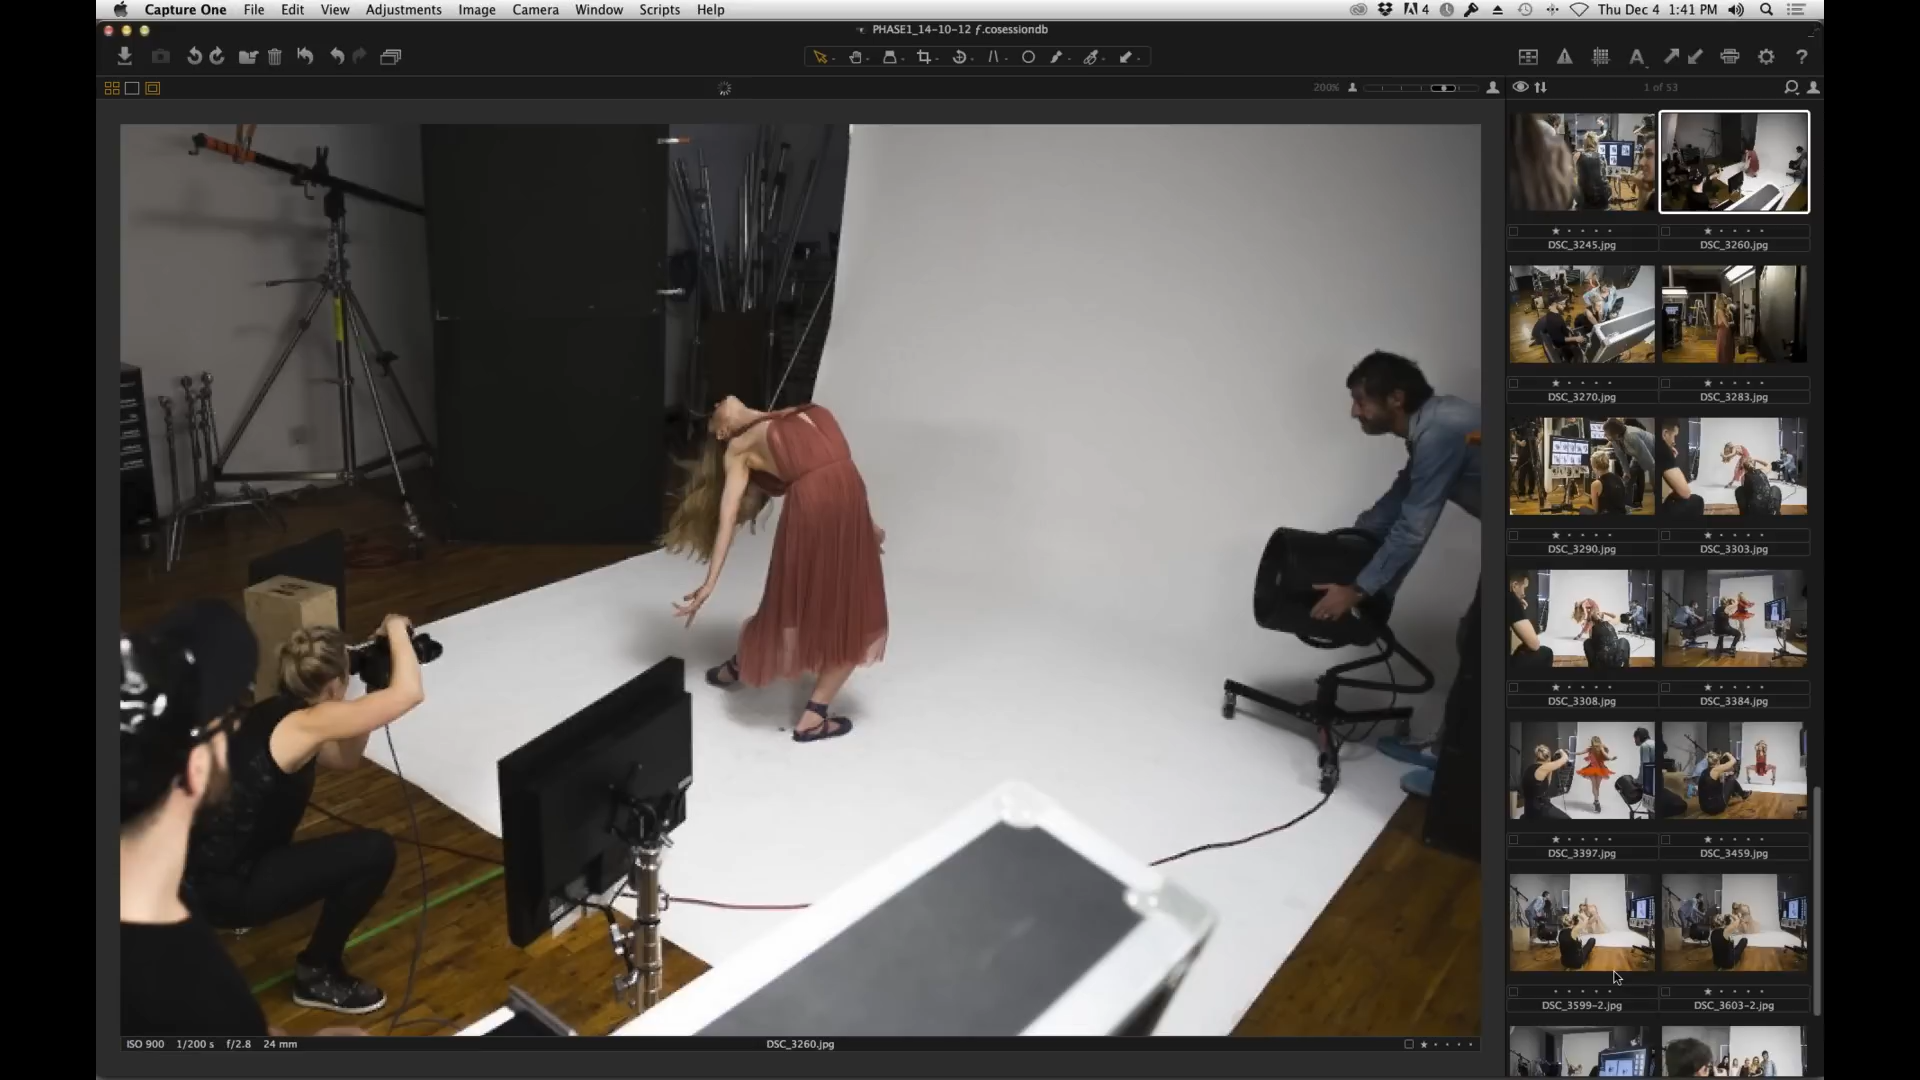 Capture One File Edit View Adjustments Image Camera Window Scripts Help 4 Thu Dec 4 1:41 PM
PHASE1_14-10-12 f.cosessiondb
200%
1 of 53
DSC_3245.jpg DSC_3260.jpg
DSC_3270.jpg DSC_3283.jpg
DSC_3290.jpg DSC_3303.jpg
DSC_3308.jpg DSC_3384.jpg
DSC_3397.jpg DSC_3459.jpg
DSC_3599-2.jpg DSC_3603-2.jpg
ISO 900 1/200 s f/2.8 24 mm DSC_3260.jpg